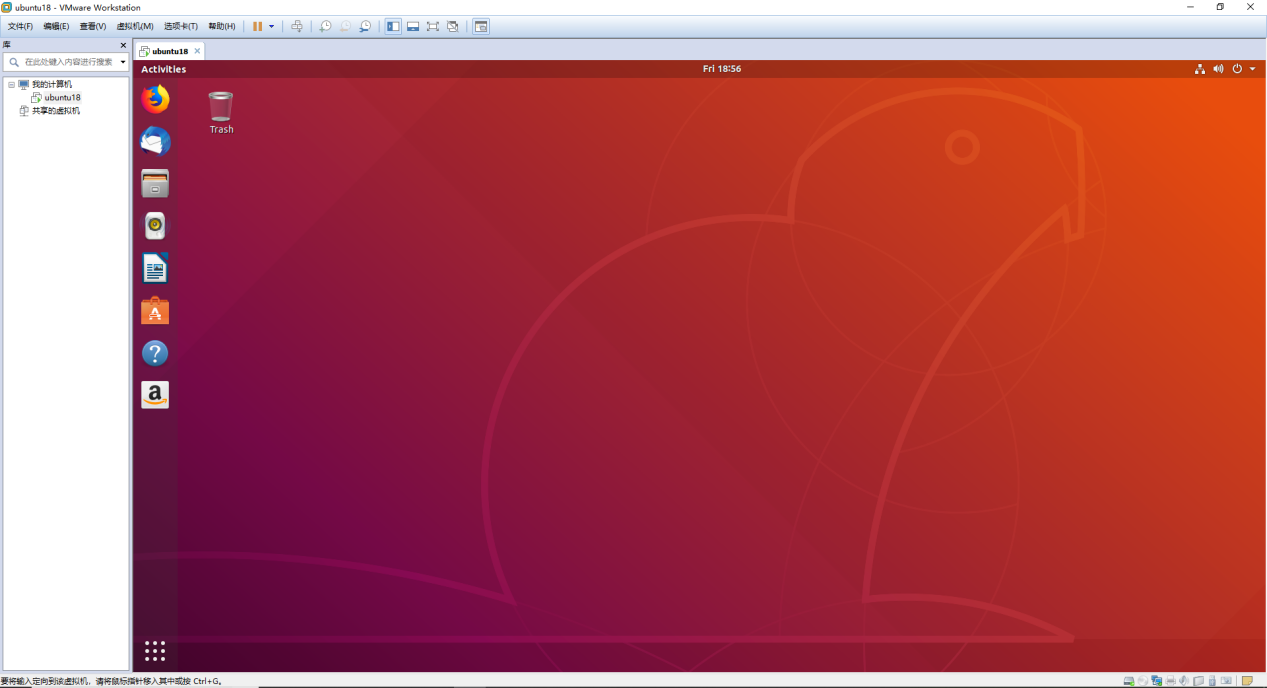 ubuntu18 - VMware Workstation
文件(F) 编辑(E) 查看(V) 虚拟机(M) 选项卡(T) 帮助(H)
库
在此处键入内容进行搜索
我的计算机
ubuntu18
共享的虚拟机
ubuntu18
Activities Fri 18:56
Trash
要将输入定向到该虚拟机，请将鼠标指针移入其中或按 Ctrl+G。